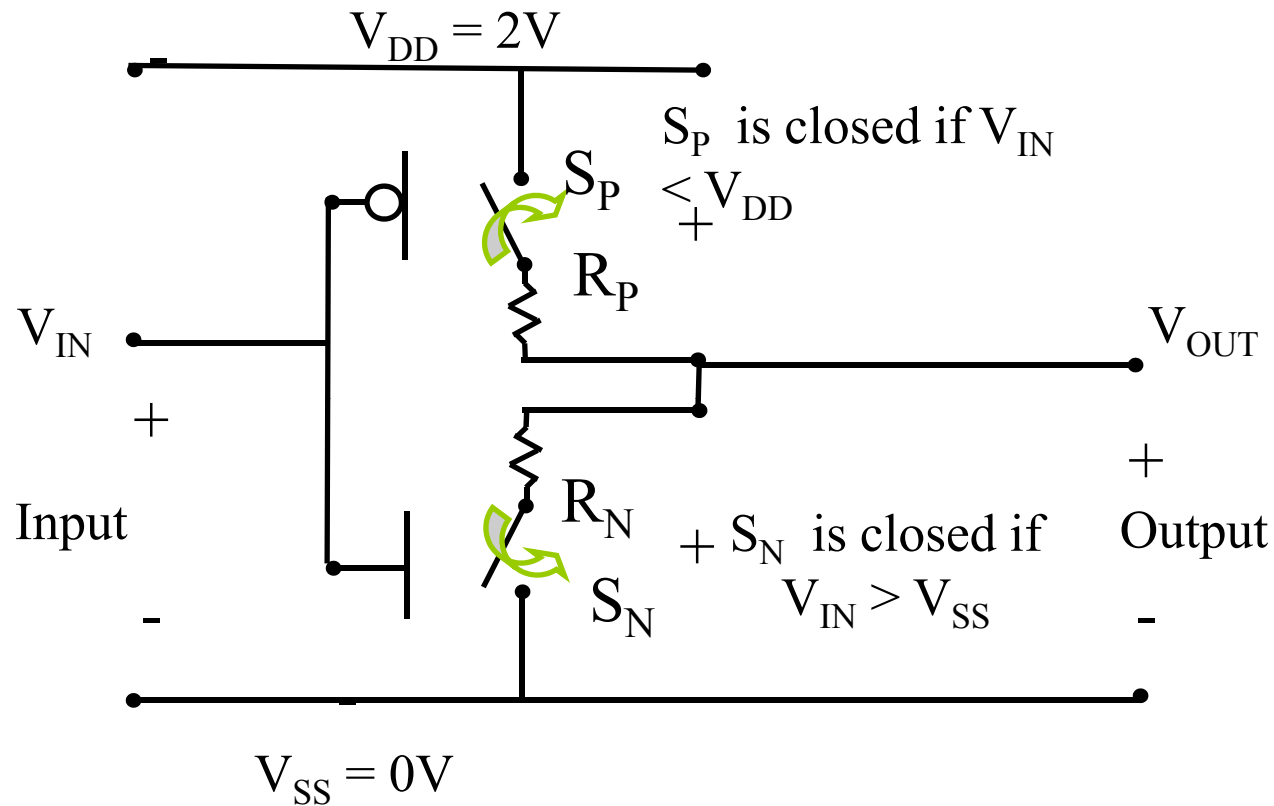 V_DD = 2V
S_P is closed if V_IN
< V_DD
+
S_P
R_P
V_IN
V_OUT
+
+
Input
R_N
+ S_N is closed if
V_IN > V_SS
Output
S_N
-
-
V_SS = 0V